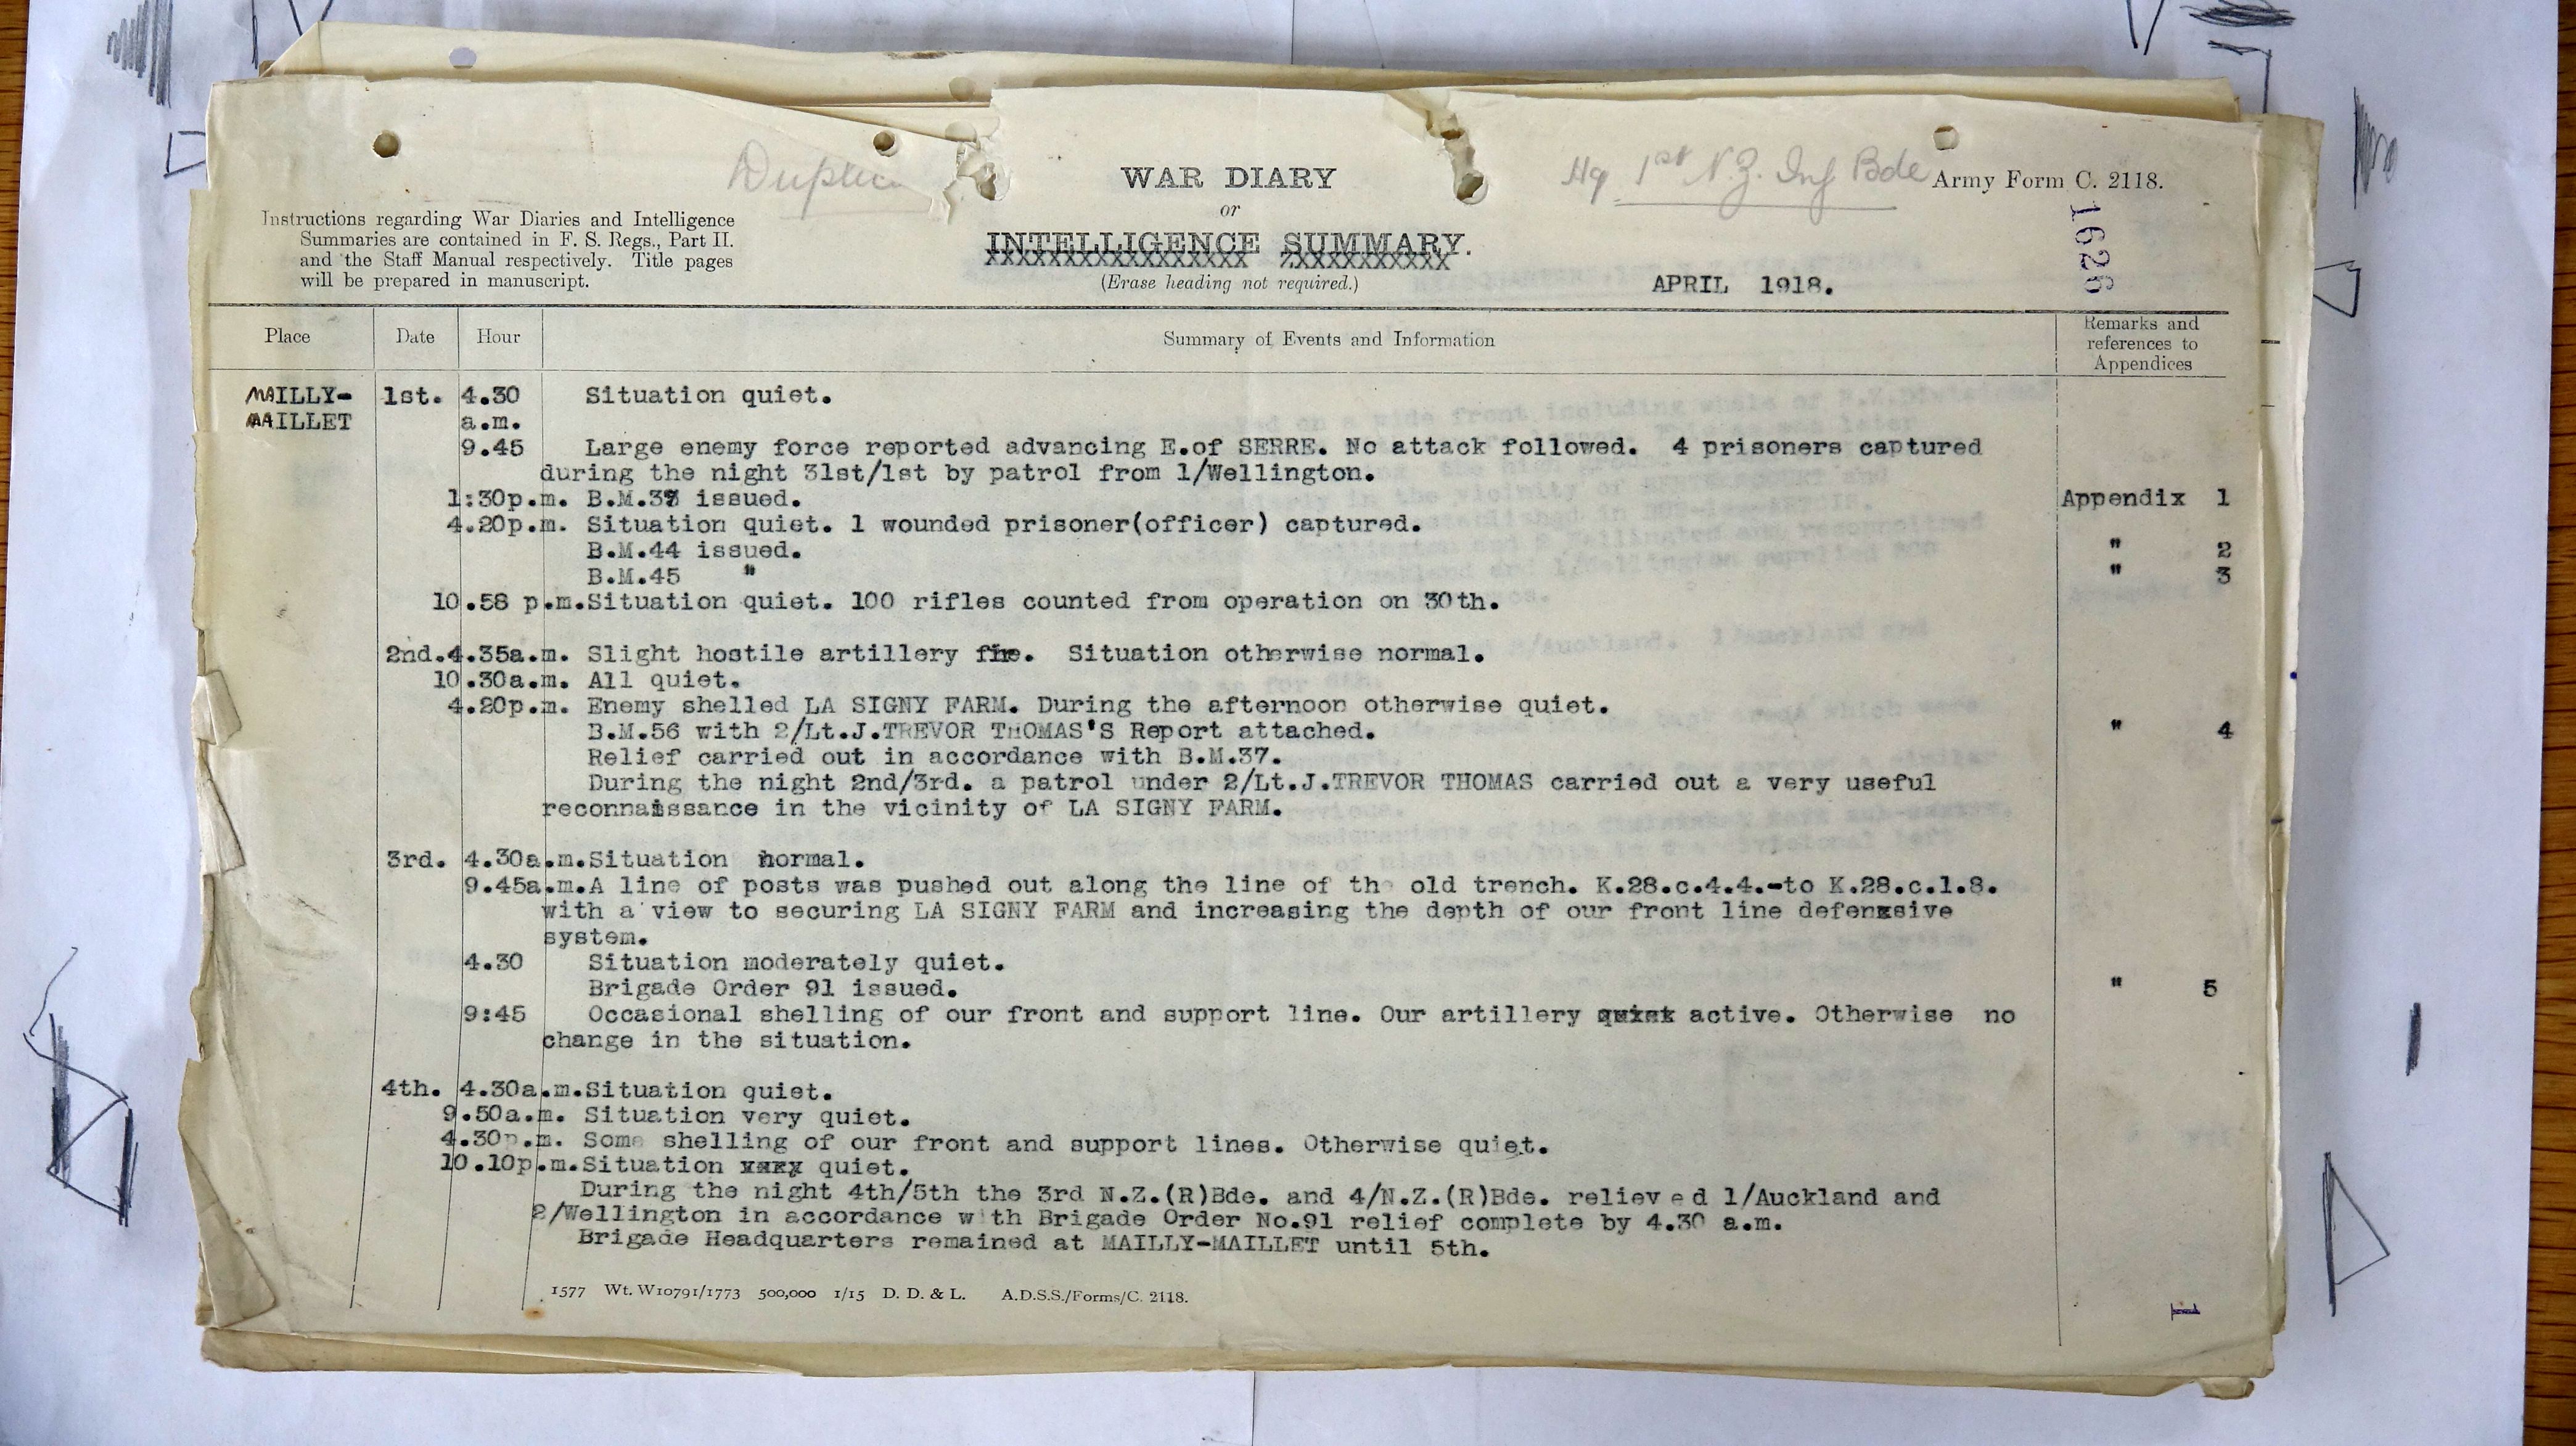 Duplica
WAR DIARY
or
INTELLIGENCE SUMMARY.
(Erase heading not required.)
Hq 1st N.Z. Inf Bde
Army Form C. 2118.
1629
Instructions regarding War Diaries and Intelligence
Summaries are contained in F. S. Regs., Part II.
and the Staff Manual respectively. Title pages
will be prepared in manuscript.
APRIL 1918.
Place Date Hour Summary of Events and Information Remarks and
references to
Appendices
MAILLY- 1st. 4.30 Situation quiet.
MAILLET a.m.
9.45 Large enemy force reported advancing E.of SERRE. No attack followed. 4 prisoners captured
during the night 31st/1st by patrol from 1/Wellington.
1:30p.m. B.M.37 issued. Appendix 1
4.20p.m. Situation quiet. 1 wounded prisoner(officer) captured.
B.M.44 issued. " 2
B.M.45 " " 3
10.58 p.m.Situation quiet. 100 rifles counted from operation on 30th.
2nd.4.35a.m. Slight hostile artillery fire. Situation otherwise normal.
10.30a.m. All quiet.
4.20p.m. Enemy shelled LA SIGNY FARM. During the afternoon otherwise quiet.
B.M.56 with 2/Lt.J.TREVOR THOMAS'S Report attached. " 4
Relief carried out in accordance with B.M.37.
During the night 2nd/3rd. a patrol under 2/Lt.J.TREVOR THOMAS carried out a very useful
reconnaissance in the vicinity of LA SIGNY FARM.
3rd. 4.30a.m.Situation normal.
9.45a.m.A line of posts was pushed out along the line of th old trench. K.28.c.4.4.-to K.28.c.1.8.
with a view to securing LA SIGNY FARM and increasing the depth of our front line defensive
system.
4.30 Situation moderately quiet.
Brigade Order 91 issued. " 5
9:45 Occasional shelling of our front and support line. Our artillery quiet active. Otherwise no
change in the situation.
4th. 4.30a.m.Situation quiet.
9.50a.m. Situation very quiet.
4.30p.m. Some shelling of our front and support lines. Otherwise quiet.
10.10p.m.Situation very quiet.
During the night 4th/5th the 3rd N.Z.(R)Bde. and 4/N.Z.(R)Bde. relieved 1/Auckland and
2/Wellington in accordance with Brigade Order No.91 relief complete by 4.30 a.m.
Brigade Headquarters remained at MAILLY-MAILLET until 5th.
1577 Wt. W10791/1773 500,000 1/15 D. D. & L. A.D.S.S./Forms/C. 2118.
1